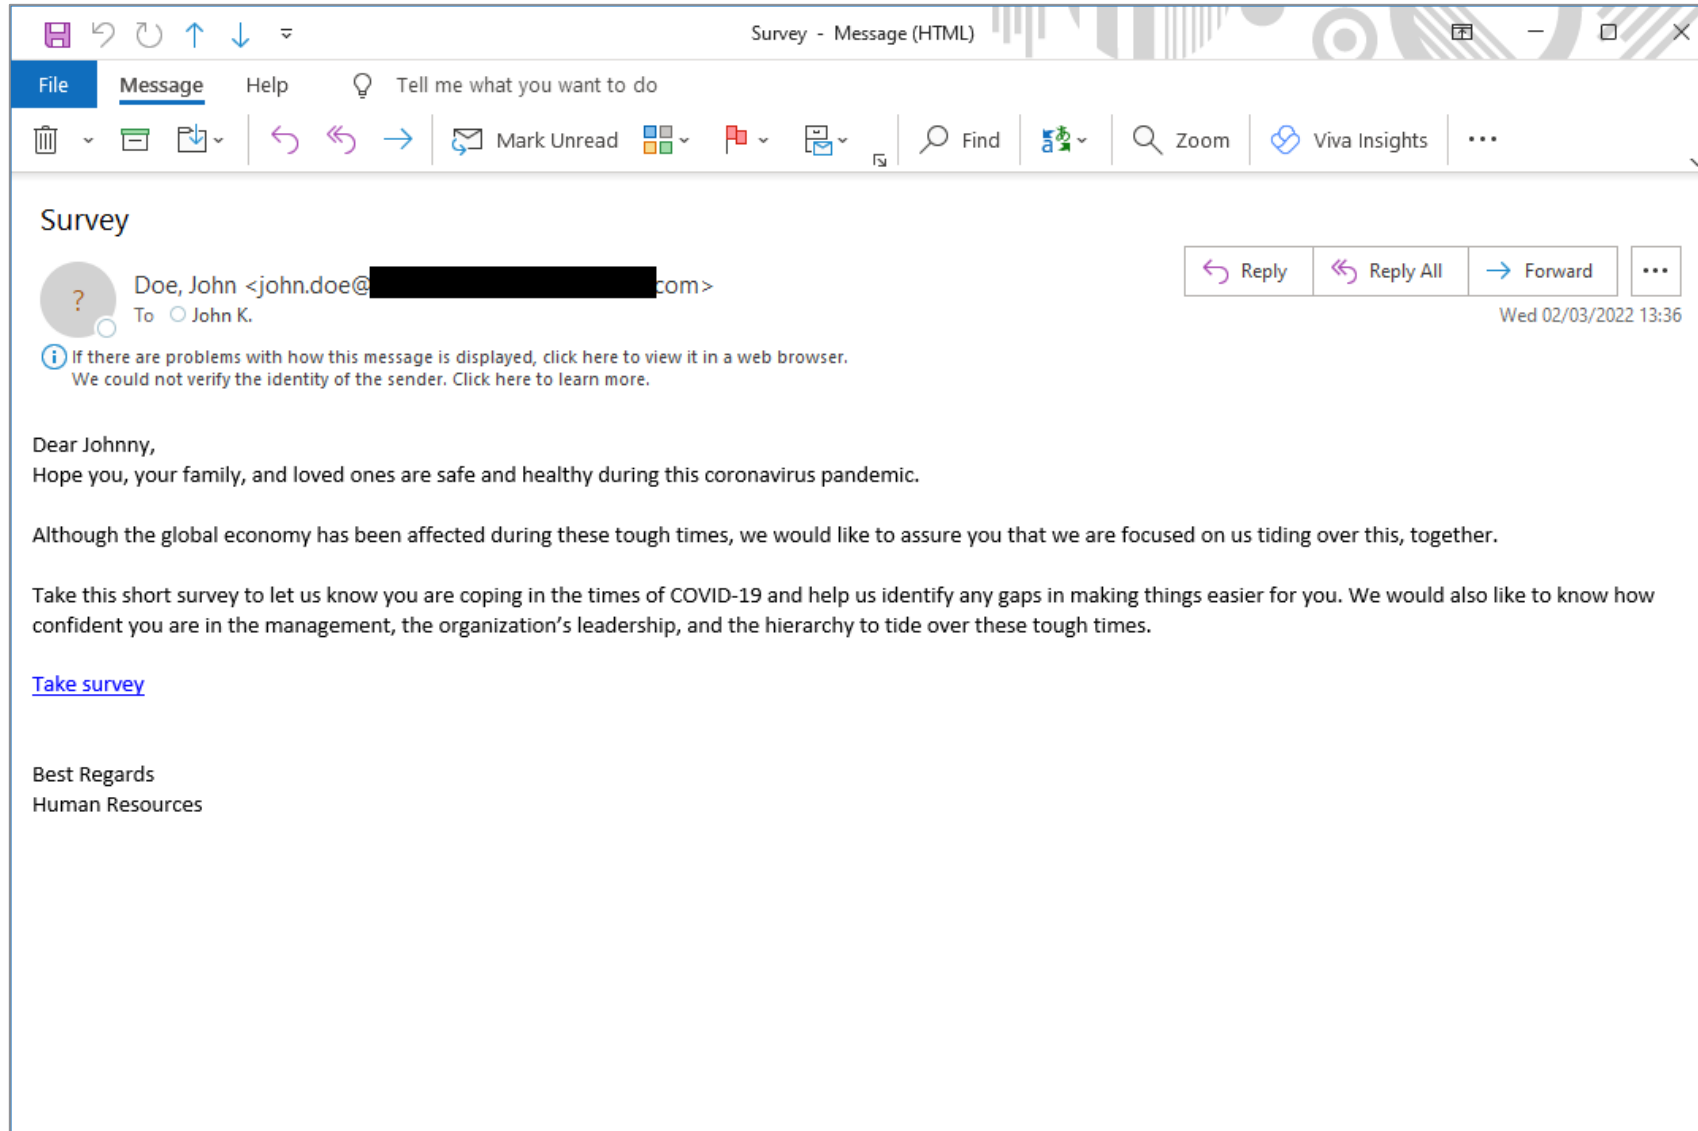 Survey - Message (HTML)
File Message Help Tell me what you want to do
Mark Unread Find Zoom Viva Insights
Survey
Doe, John <john.doe@ com>
Reply Reply All Forward
To John K.
Wed 02/03/2022 13:36
If there are problems with how this message is displayed, click here to view it in a web browser.
We could not verify the identity of the sender. Click here to learn more.
Dear Johnny,
Hope you, your family, and loved ones are safe and healthy during this coronavirus pandemic.
Although the global economy has been affected during these tough times, we would like to assure you that we are focused on us tiding over this, together.
Take this short survey to let us know you are coping in the times of COVID-19 and help us identify any gaps in making things easier for you. We would also like to know how
confident you are in the management, the organization’s leadership, and the hierarchy to tide over these tough times.
Take survey
Best Regards
Human Resources